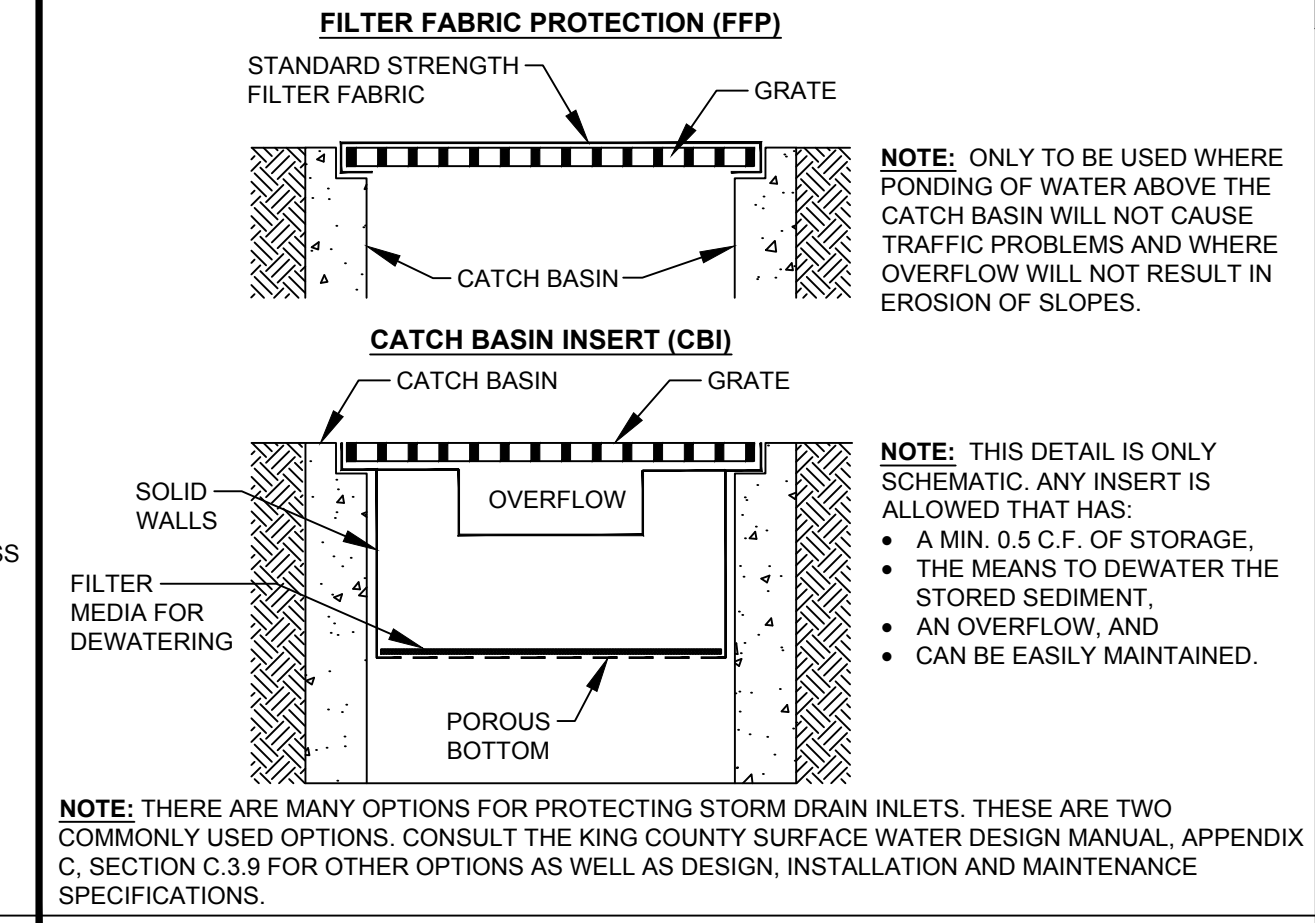 FILTER FABRIC PROTECTION (FFP)
STANDARD STRENGTH
FILTER FABRIC
GRATE
CATCH BASIN
NOTE: ONLY TO BE USED WHERE
PONDING OF WATER ABOVE THE
CATCH BASIN WILL NOT CAUSE
TRAFFIC PROBLEMS AND WHERE
OVERFLOW WILL NOT RESULT IN
EROSION OF SLOPES.
CATCH BASIN INSERT (CBI)
CATCH BASIN
GRATE
SOLID
WALLS
OVERFLOW
FILTER
MEDIA FOR
DEWATERING
POROUS
BOTTOM
NOTE: THIS DETAIL IS ONLY
SCHEMATIC. ANY INSERT IS
ALLOWED THAT HAS:
• A MIN. 0.5 C.F. OF STORAGE,
• THE MEANS TO DEWATER THE
STORED SEDIMENT,
• AN OVERFLOW, AND
• CAN BE EASILY MAINTAINED.
NOTE: THERE ARE MANY OPTIONS FOR PROTECTING STORM DRAIN INLETS. THESE ARE TWO
COMMONLY USED OPTIONS. CONSULT THE KING COUNTY SURFACE WATER DESIGN MANUAL, APPENDIX
C, SECTION C.3.9 FOR OTHER OPTIONS AS WELL AS DESIGN, INSTALLATION AND MAINTENANCE
SPECIFICATIONS.